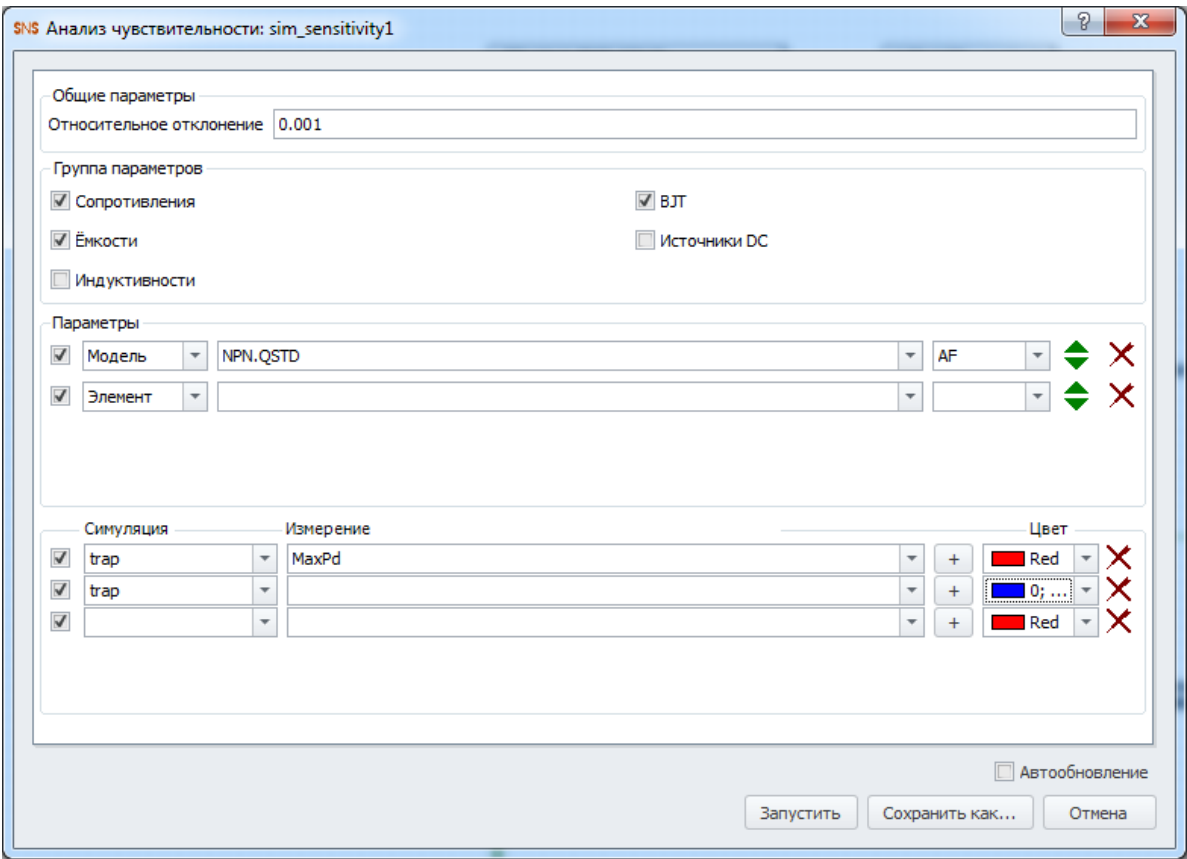 SNS Анализ чувствительности: sim_sensitivity1
?
Общие параметры
Относительное отклонение 0.001
Группа параметров
Сопротивления BJT
Ёмкости Источники DC
Индуктивности
Параметры
Модель NPN.QSTD AF
Элемент
Симуляция Измерение Цвет
trap MaxPd + Red
trap + 0; ...
+ Red
Автообновление
Запустить Сохранить как... Отмена